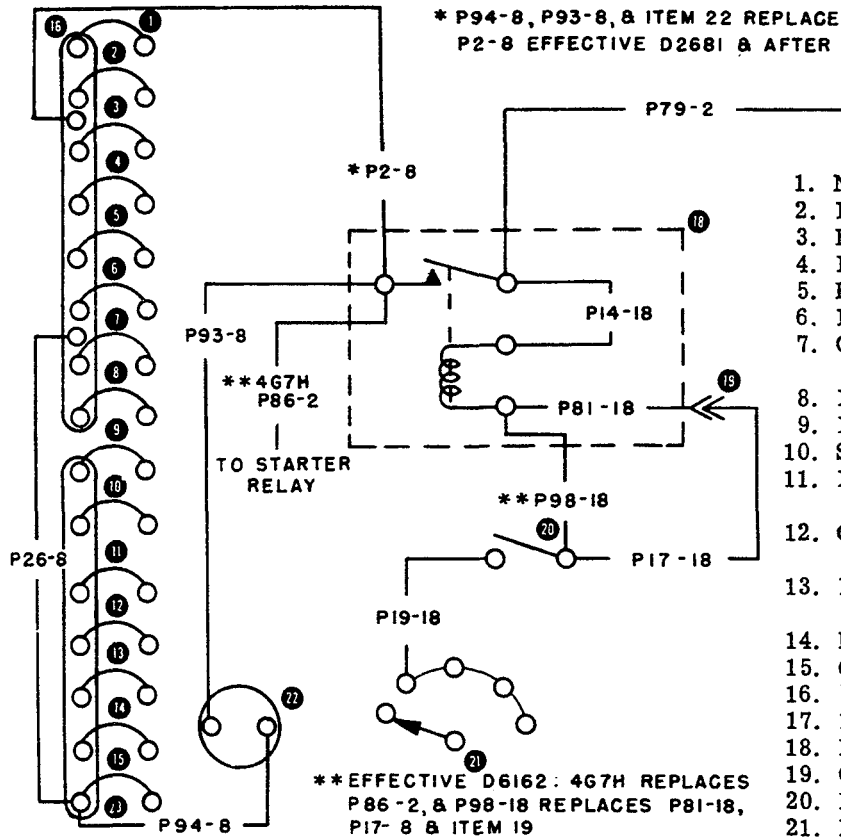 * P94-8, P93-8, & ITEM 22 REPLACE
P2-8 EFFECTIVE D2681 & AFTER
16
1
2
3
4
5
6
7
8
9
10
11
12
13
14
15
23
P79-2
* P2-8
18
P93-8
P14-18
** 4G7H
P86-2
P81-18
19
TO STARTER
RELAY
** P98-18
20
P26-8
P17-18
P19-18
22
21
P94-8
** EFFECTIVE D6162: 4G7H REPLACES
P86-2, & P98-18 REPLACES P81-18,
P17-8 & ITEM 19
1.
2.
3.
4.
5.
6.
7.
8.
9.
10. S
11.
12.
13.
14.
15.
16.
17.
18.
19.
20.
21.